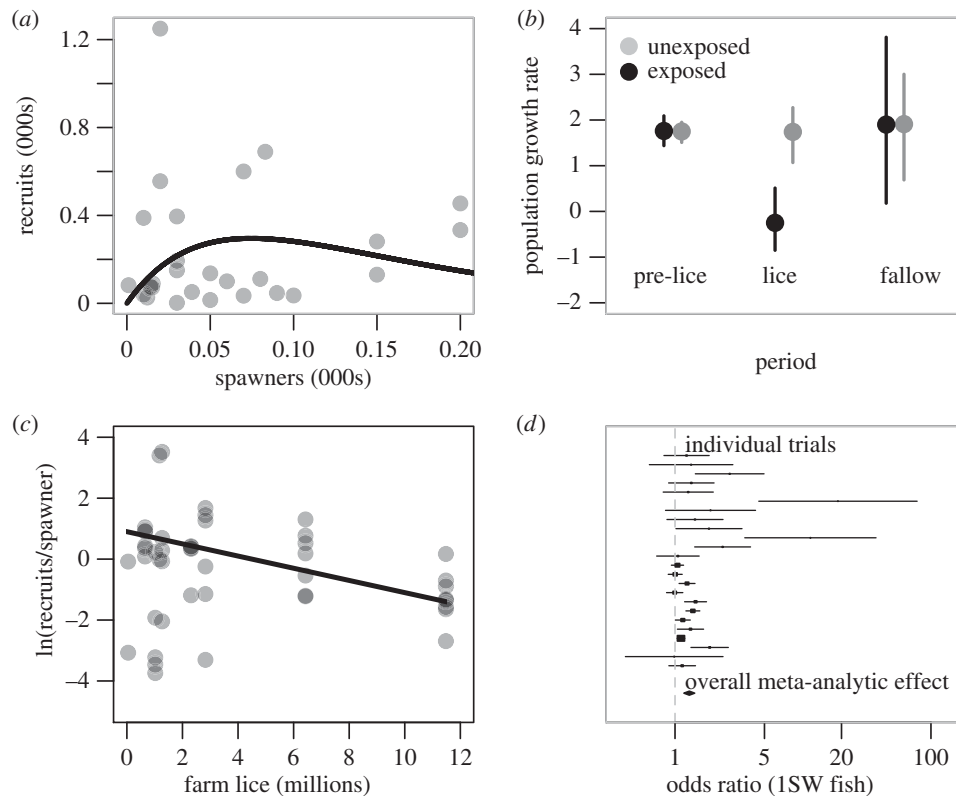 (a)
1.2
0.8
0.4
0
recruits (000s)
0 0.05 0.10 0.15 0.20
spawners (000s)
(b)
4
3
2
1
0
–1
–2
population growth rate
unexposed
exposed
pre-lice lice fallow
period
(c)
4
2
0
–2
–4
ln(recruits/spawner)
0 2 4 6 8 10 12
farm lice (millions)
(d)
individual trials
overall meta-analytic effect
1 5 20 100
odds ratio (1SW fish)